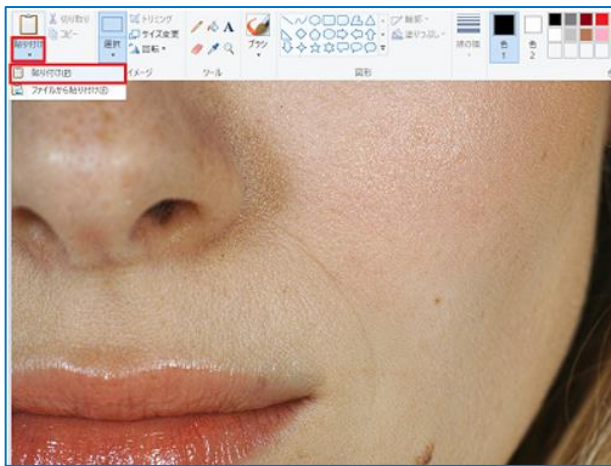 切り取り
コピー
貼り付け
選択
トリミング
サイズ変更
回転
ブラシ
輪郭
塗りつぶし
線の幅
色
1
色
2
イメージ
ツール
図形
貼り付け(P)
ファイルから貼り付け(F)